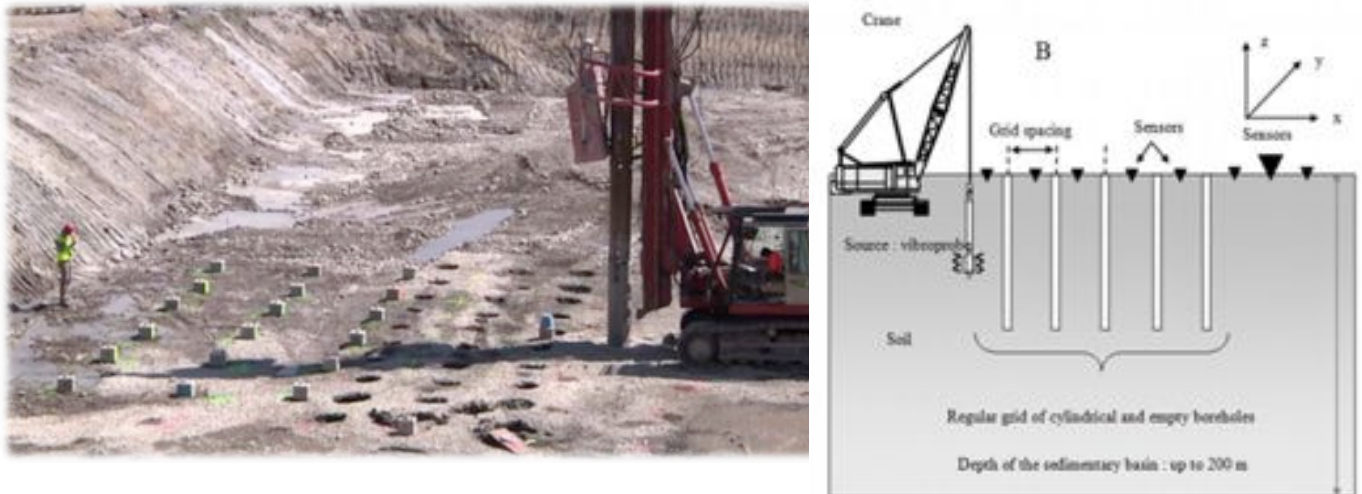 Crane
B
z
y
x
Grid spacing
Sensors
Sensors
Source : vibroprobe
Soil
Regular grid of cylindrical and empty boreholes
Depth of the sedimentary basin : up to 200 m